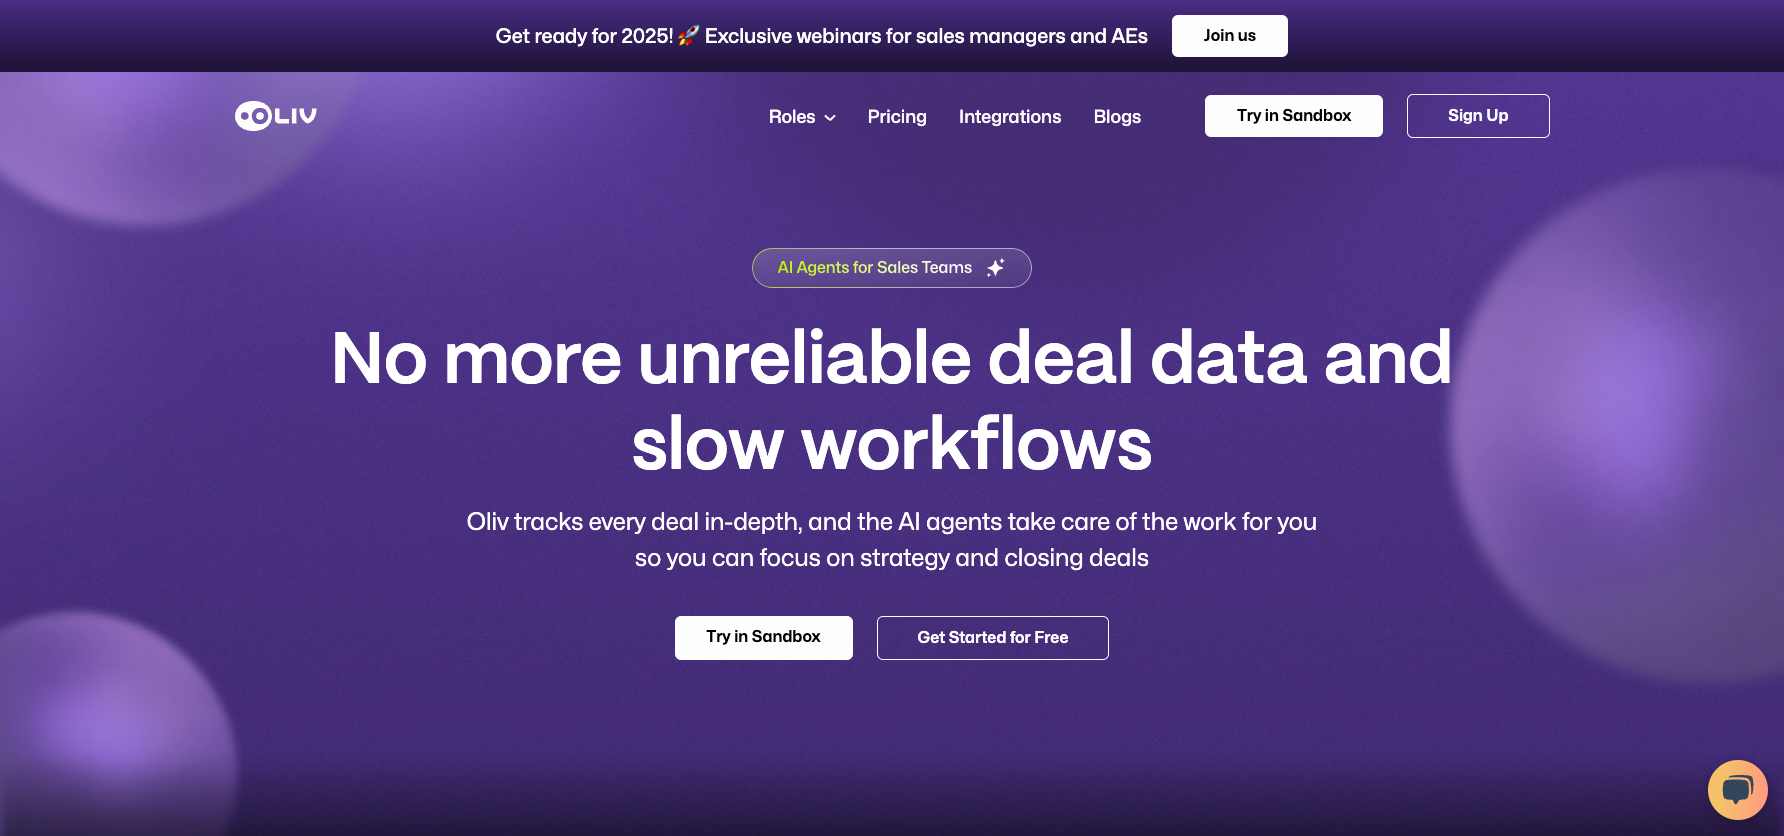 Get ready for 2025! 🚀 Exclusive webinars for sales managers and AEs
Join us
OLIV
Roles
Pricing
Integrations
Blogs
Try in Sandbox
Sign Up
AI Agents for Sales Teams
No more unreliable deal data and
slow workflows
Oliv tracks every deal in-depth, and the AI agents take care of the work for you
so you can focus on strategy and closing deals
Try in Sandbox
Get Started for Free